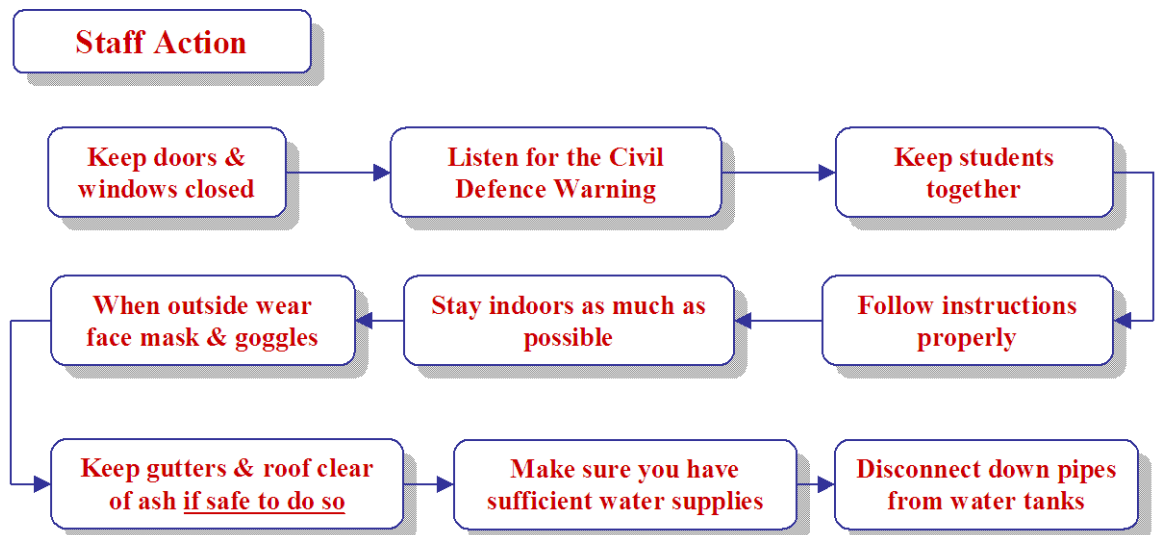 Staff Action
Keep doors &
windows closed
Listen for the Civil
Defence Warning
Keep students
together
Follow instructions
properly
Stay indoors as much as
possible
When outside wear
face mask & goggles
Keep gutters & roof clear
of ash if safe to do so
Make sure you have
sufficient water supplies
Disconnect down pipes
from water tanks